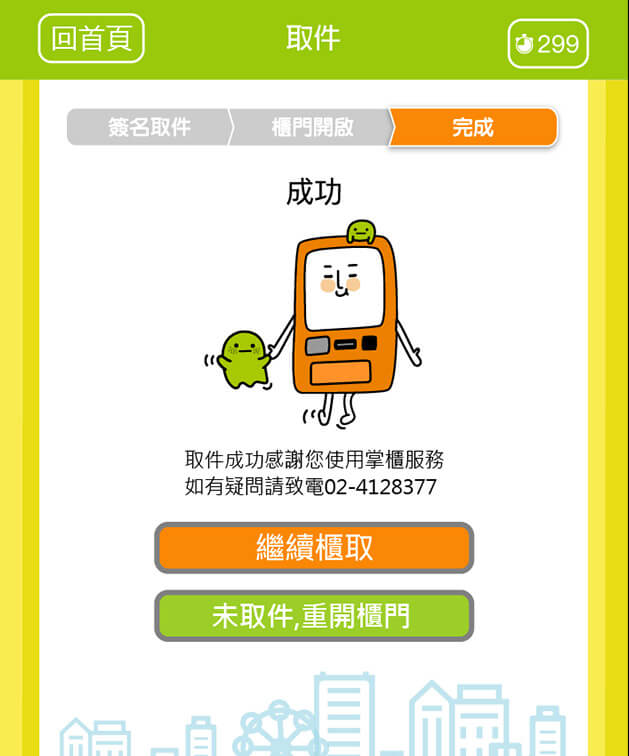 回首頁
取件
299
簽名取件
櫃門開啟
完成
成功
取件成功感謝您使用掌櫃服務
如有疑問請致電02-4128377
繼續櫃取
未取件,重開櫃門